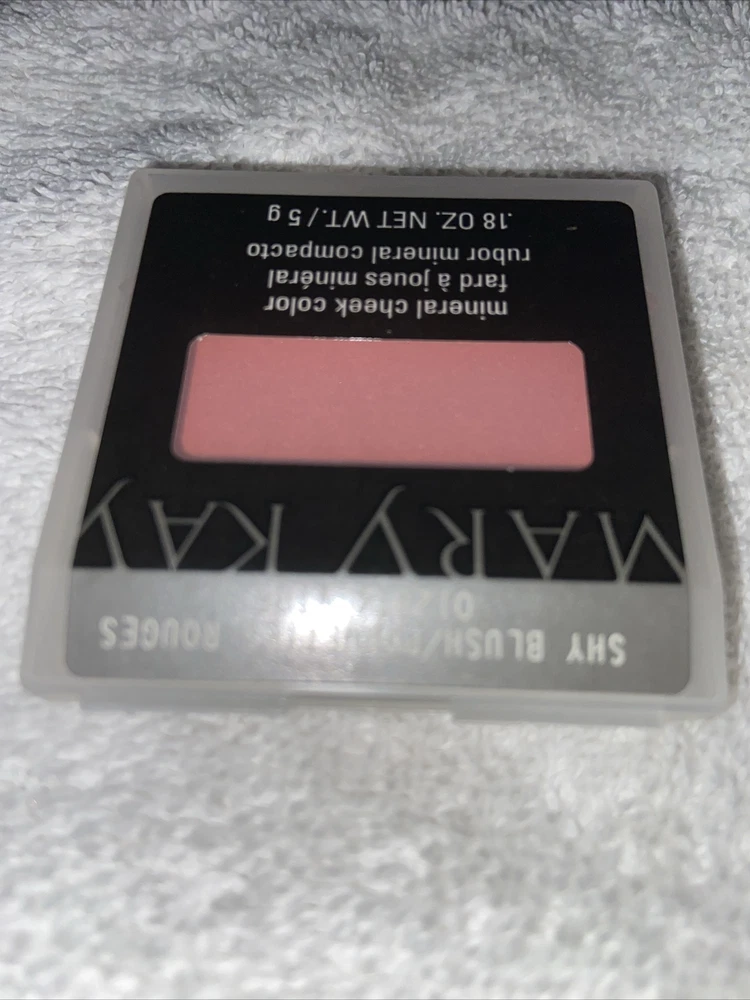 SHY BLUSH/ ROUGES
MARY KAY
mineral cheek color
fard à joues minéral
rubor mineral compacto
.18 OZ. NET WT./5 g